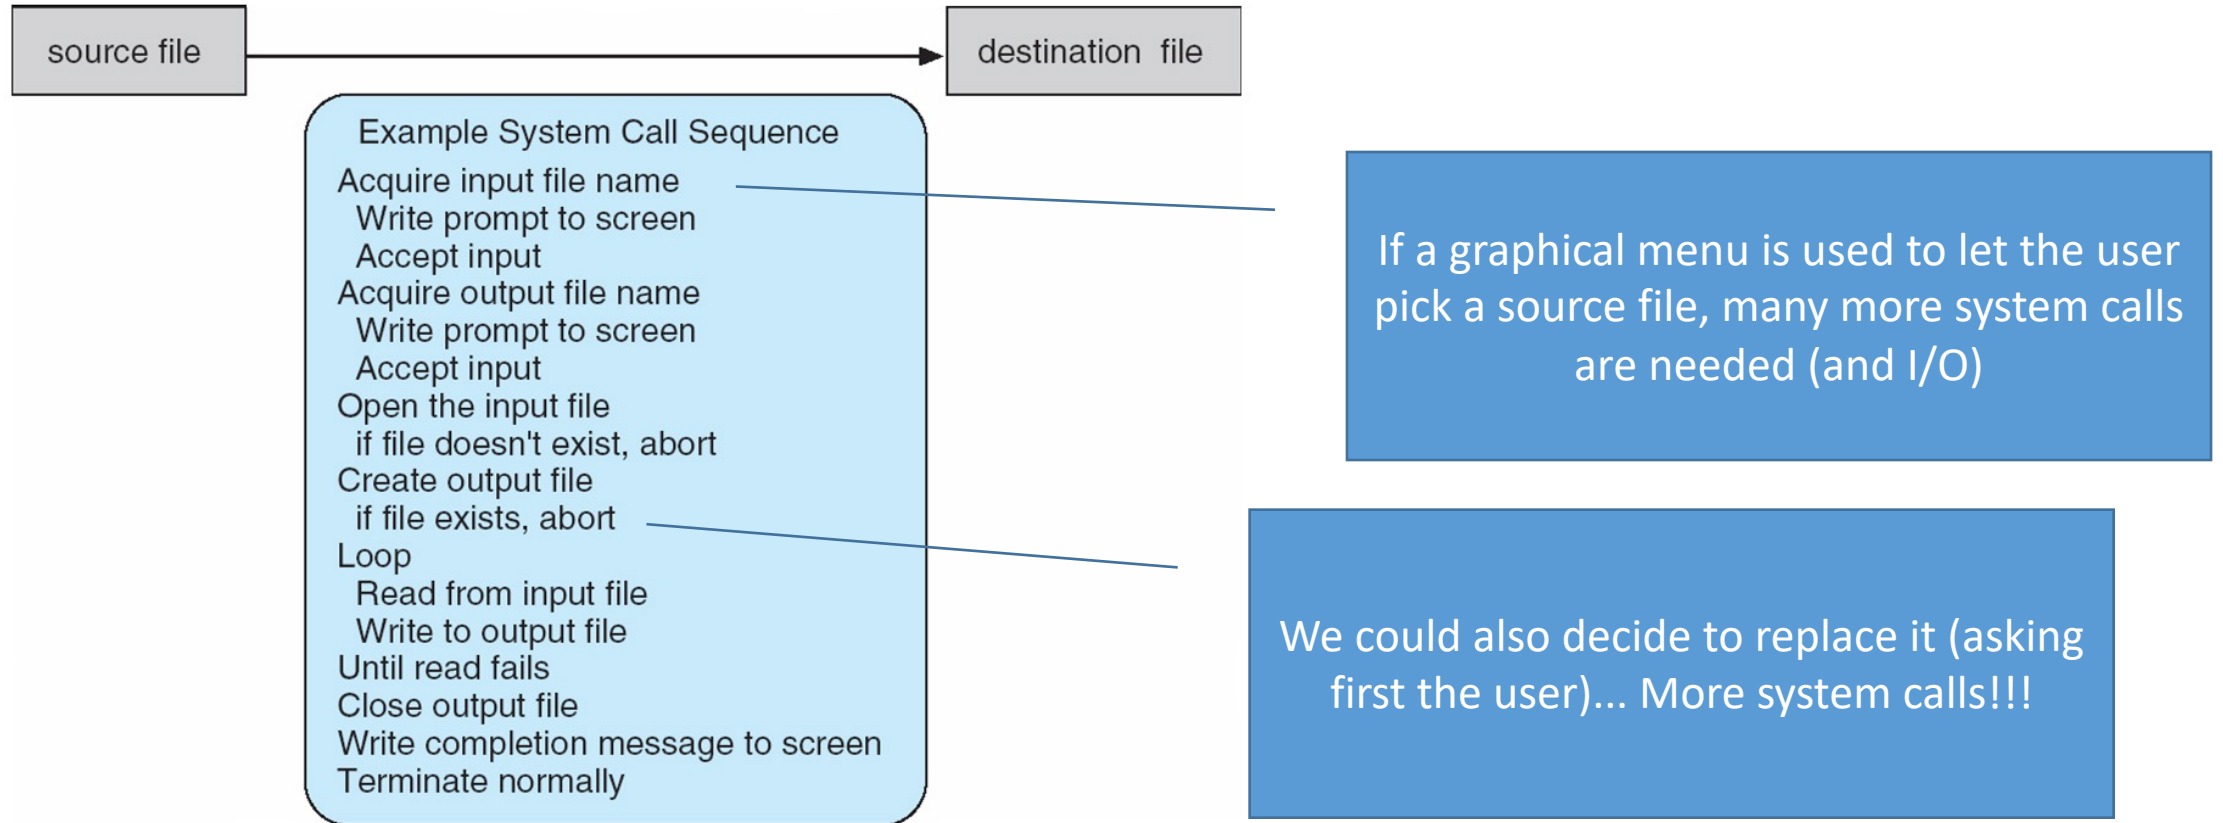 source file
destination file
Example System Call Sequence
Acquire input file name
Write prompt to screen
Accept input
Acquire output file name
Write prompt to screen
Accept input
Open the input file
if file doesn't exist, abort
Create output file
if file exists, abort
Loop
Read from input file
Write to output file
Until read fails
Close output file
Write completion message to screen
Terminate normally
If a graphical menu is used to let the user
pick a source file, many more system calls
are needed (and I/O)
We could also decide to replace it (asking
first the user)... More system calls!!!